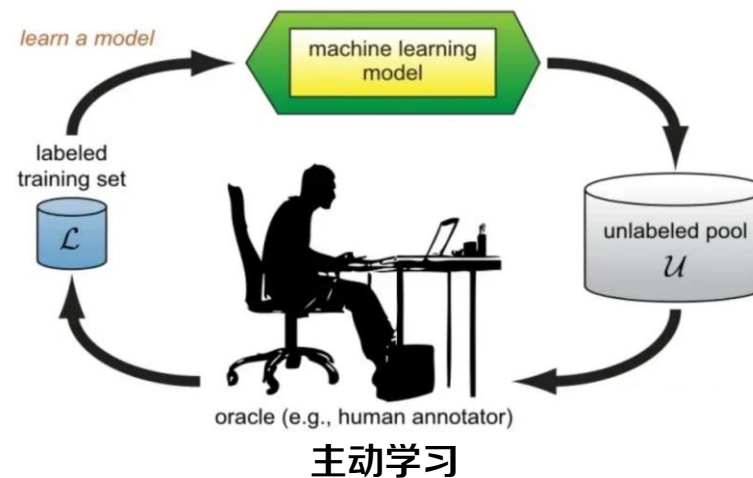 learn a model
machine learning
model
labeled
training set
ℒ
unlabeled pool
𝒰
oracle (e.g., human annotator)
主动学习